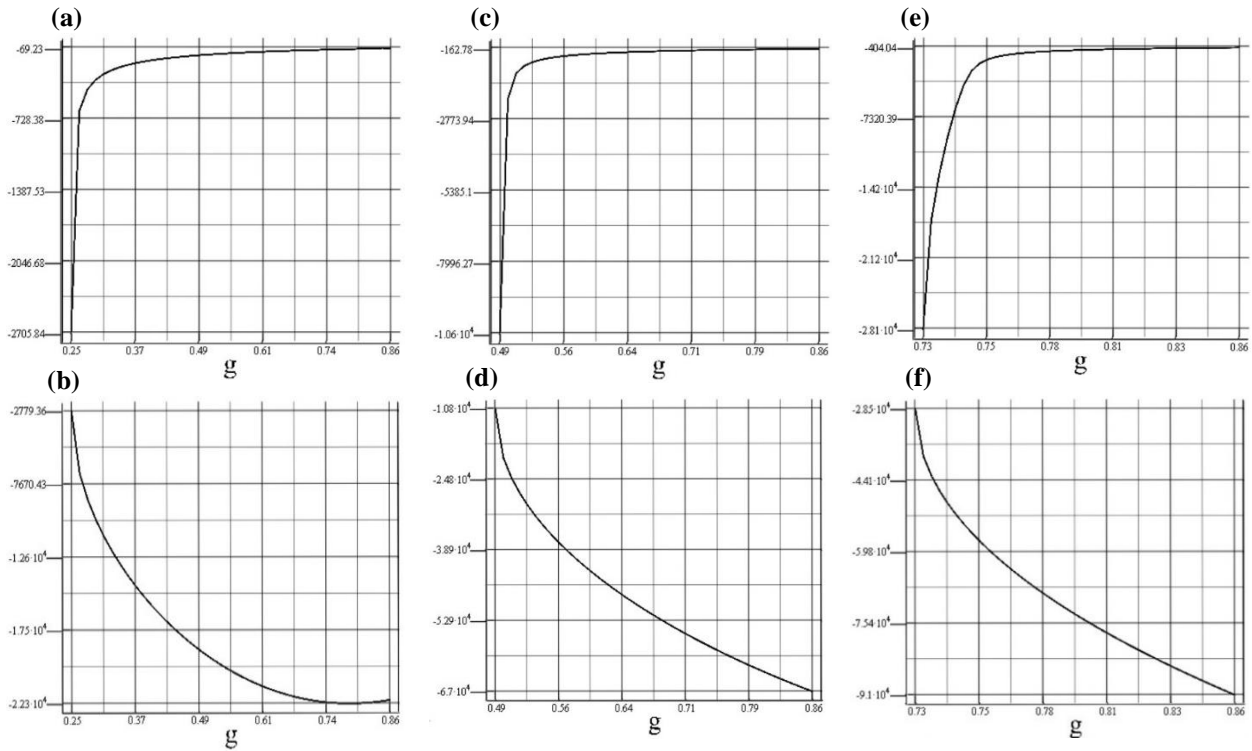 (a)
-69.23
-728.38
-1387.53
-2046.68
-2705.84
0.25 0.37 0.49 0.61 0.74 0.86
g
(c)
-162.78
-2773.94
-5385.1
-7996.27
-1.06·10⁴
0.49 0.56 0.64 0.71 0.79 0.86
g
(e)
-404.04
-7320.39
-1.42·10⁴
-2.12·10⁴
-2.81·10⁴
0.73 0.75 0.78 0.81 0.83 0.86
g
(b)
-2779.36
-7670.43
-1.26·10⁴
-1.75·10⁴
-2.23·10⁴
0.25 0.37 0.49 0.61 0.74 0.86
g
(d)
-1.08·10⁴
-2.48·10⁴
-3.89·10⁴
-5.29·10⁴
-6.7·10⁴
0.49 0.56 0.64 0.71 0.79 0.86
g
(f)
-2.85·10⁴
-4.41·10⁴
-5.98·10⁴
-7.54·10⁴
-9.1·10⁴
0.73 0.75 0.78 0.81 0.83 0.86
g